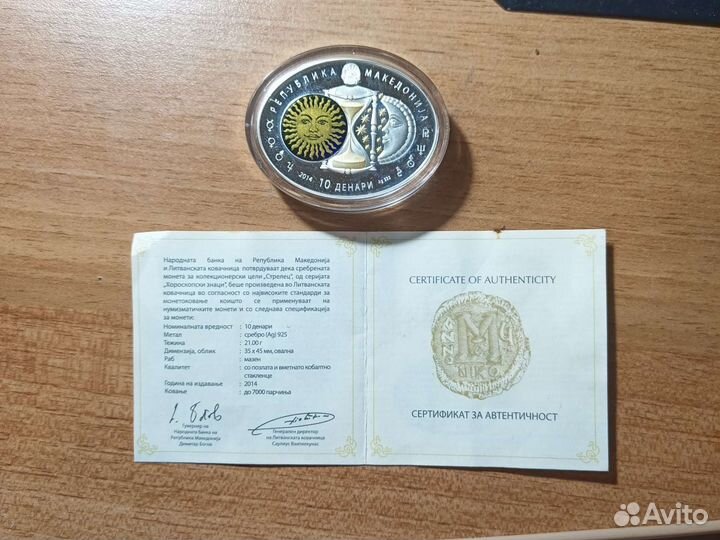 РЕПУБЛИКА МАКЕДОНИЈА
2014 10 ДЕНАРИ
Народната банка на Република Македонија
и Литванската ковачница потврдуваат дека сребрената
монета за колекционерски цели „Стрелец", од серијата
„Хороскопски знаци", беше произведена во Литванската
ковачница во согласност со највисоките стандарди за
монетоковање коишто се применуваат на
нумизматичките монети и со следнава спецификација
за монети:
Номиналната вредност : 10 денари
Метал : сребро (Ag) 925
Тежина : 21.00 г
Димензија, облик : 35 x 45 мм, овална
Раб : мазен
Квалитет : со позлата и вметнато кобалтно
стакленце
Година на издавање : 2014
Ковање : до 7000 парчиња
Гувернер на
Народната банка на
Република Македонија
Димитар Богов
Генерален директор
на Литванската ковачница
Саулиус Ваитиекунас
CERTIFICATE OF AUTHENTICITY
СЕРТИФИКАТ ЗА АВТЕНТИЧНОСТ
Avito